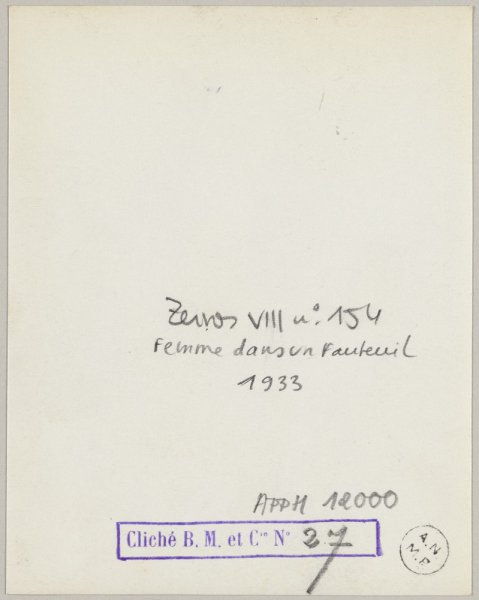 Zervos VIII n°. 154
Femme dans un Fauteuil
1933
APPH 12000
Cliché B. M. et Cie N° 27
A.N
M.P